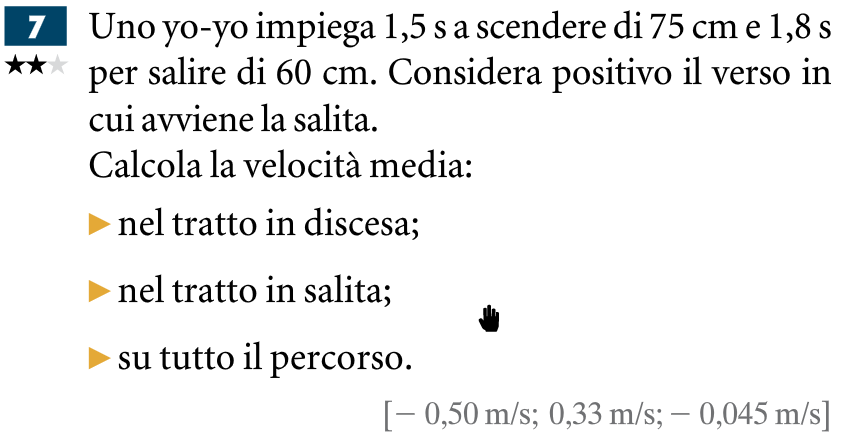 7 Uno yo-yo impiega 1,5 s a scendere di 75 cm e 1,8 s
★★★ per salire di 60 cm. Considera positivo il verso in
cui avviene la salita.
Calcola la velocità media:
▶ nel tratto in discesa;
▶ nel tratto in salita;
▶ su tutto il percorso.
[− 0,50 m/s; 0,33 m/s; − 0,045 m/s]